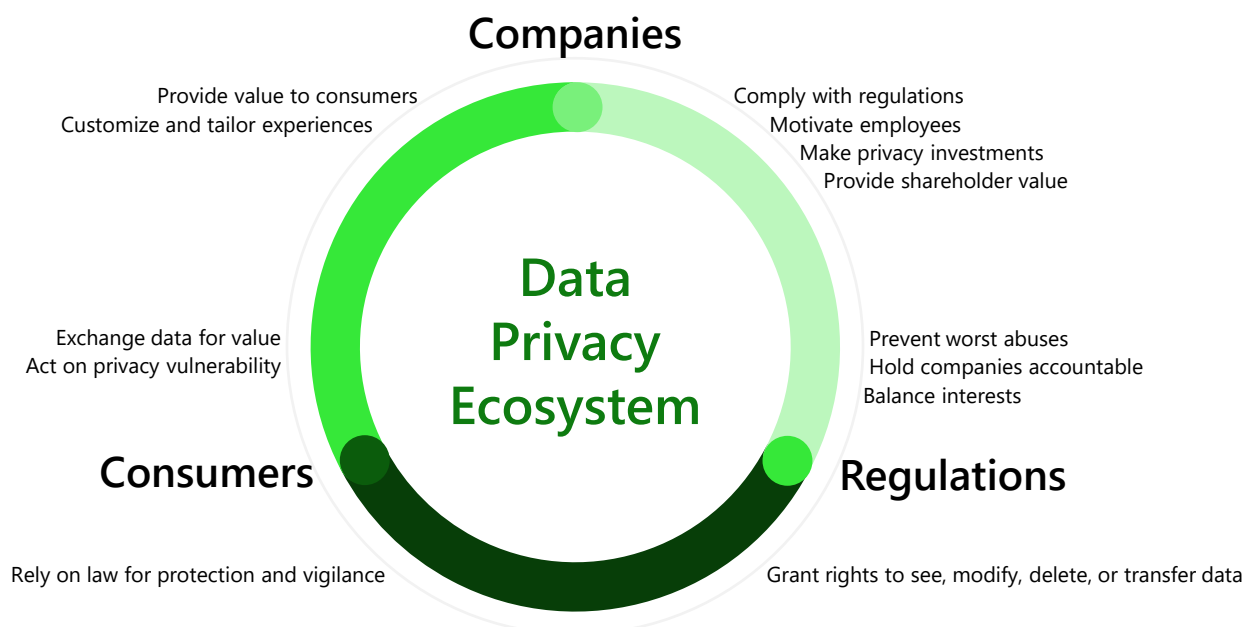 Companies
Provide value to consumers
Customize and tailor experiences
Comply with regulations
Motivate employees
Make privacy investments
Provide shareholder value
Data
Privacy
Ecosystem
Exchange data for value
Act on privacy vulnerability
Prevent worst abuses
Hold companies accountable
Balance interests
Consumers
Regulations
Rely on law for protection and vigilance
Grant rights to see, modify, delete, or transfer data